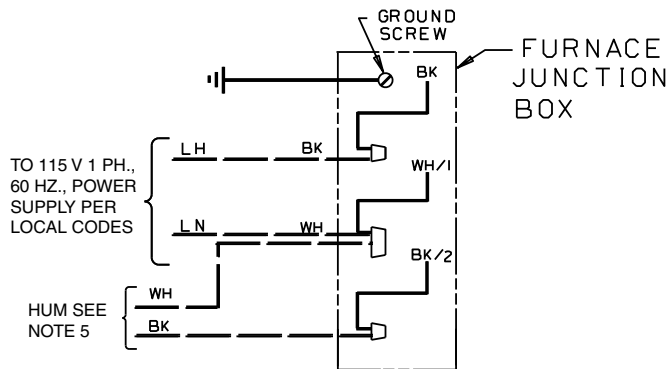 GROUND
SCREW
FURNACE
JUNCTION
BOX
BK
LH
BK
TO 115 V 1 PH.,
60 HZ., POWER
SUPPLY PER
LOCAL CODES
WH/1
LN
WH
BK/2
WH
HUM SEE
NOTE 5
BK